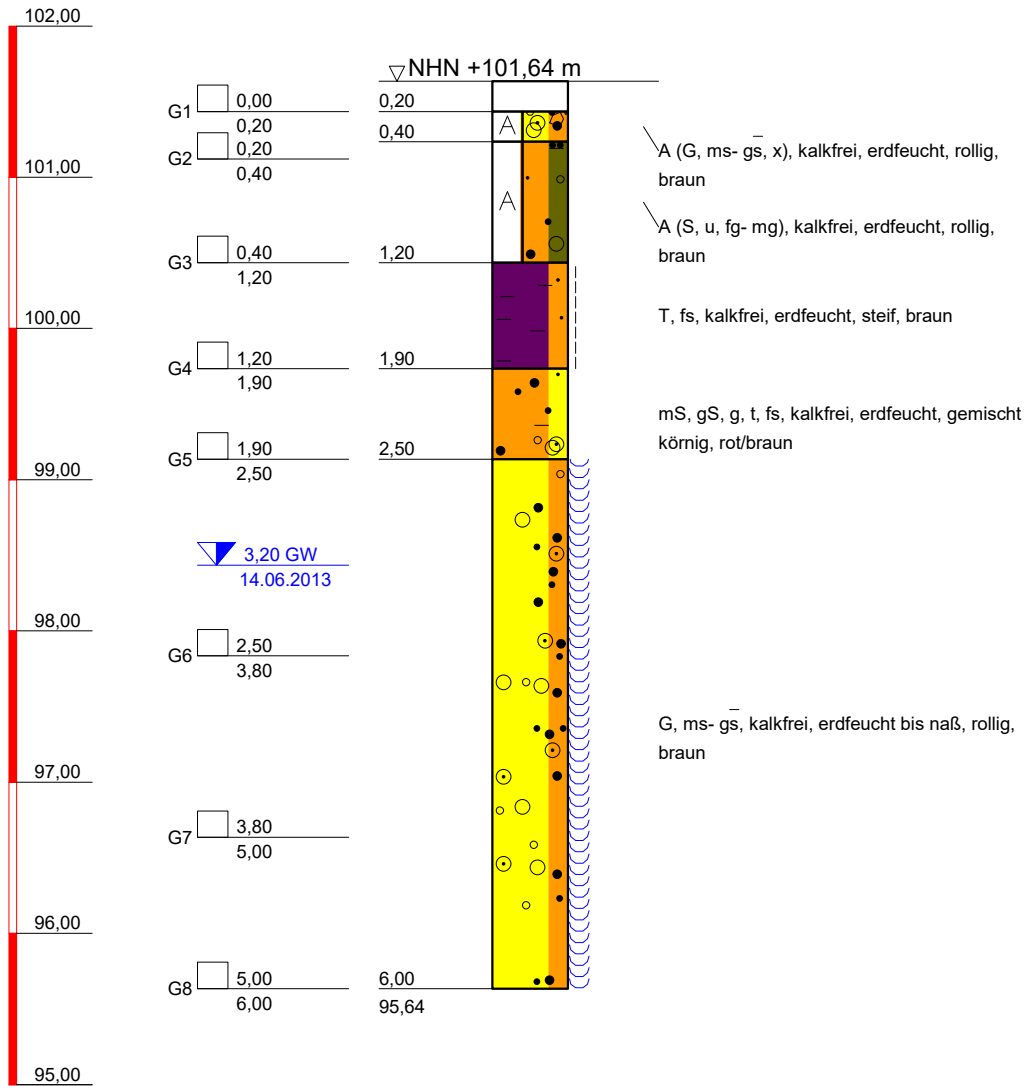 102,00
NHN +101,64 m
G1 0,00 0,20
0,20
A
G2 0,20 0,40
0,40
A (G, ms- gs̅, x), kalkfrei, erdfeucht, rollig,
braun
101,00
A
A (S, u, fg- mg), kalkfrei, erdfeucht, rollig,
braun
G3 0,40 1,20
1,20
100,00
T, fs, kalkfrei, erdfeucht, steif, braun
G4 1,20 1,90
1,90
mS, gS, g, t, fs, kalkfrei, erdfeucht, gemischt
körnig, rot/braun
G5 1,90 2,50
2,50
99,00
3,20 GW
14.06.2013
98,00
G6 2,50
3,80
G, ms- gs̅, kalkfrei, erdfeucht bis naß, rollig,
braun
97,00
G7 3,80
5,00
96,00
G8 5,00 6,00
6,00 95,64
95,00